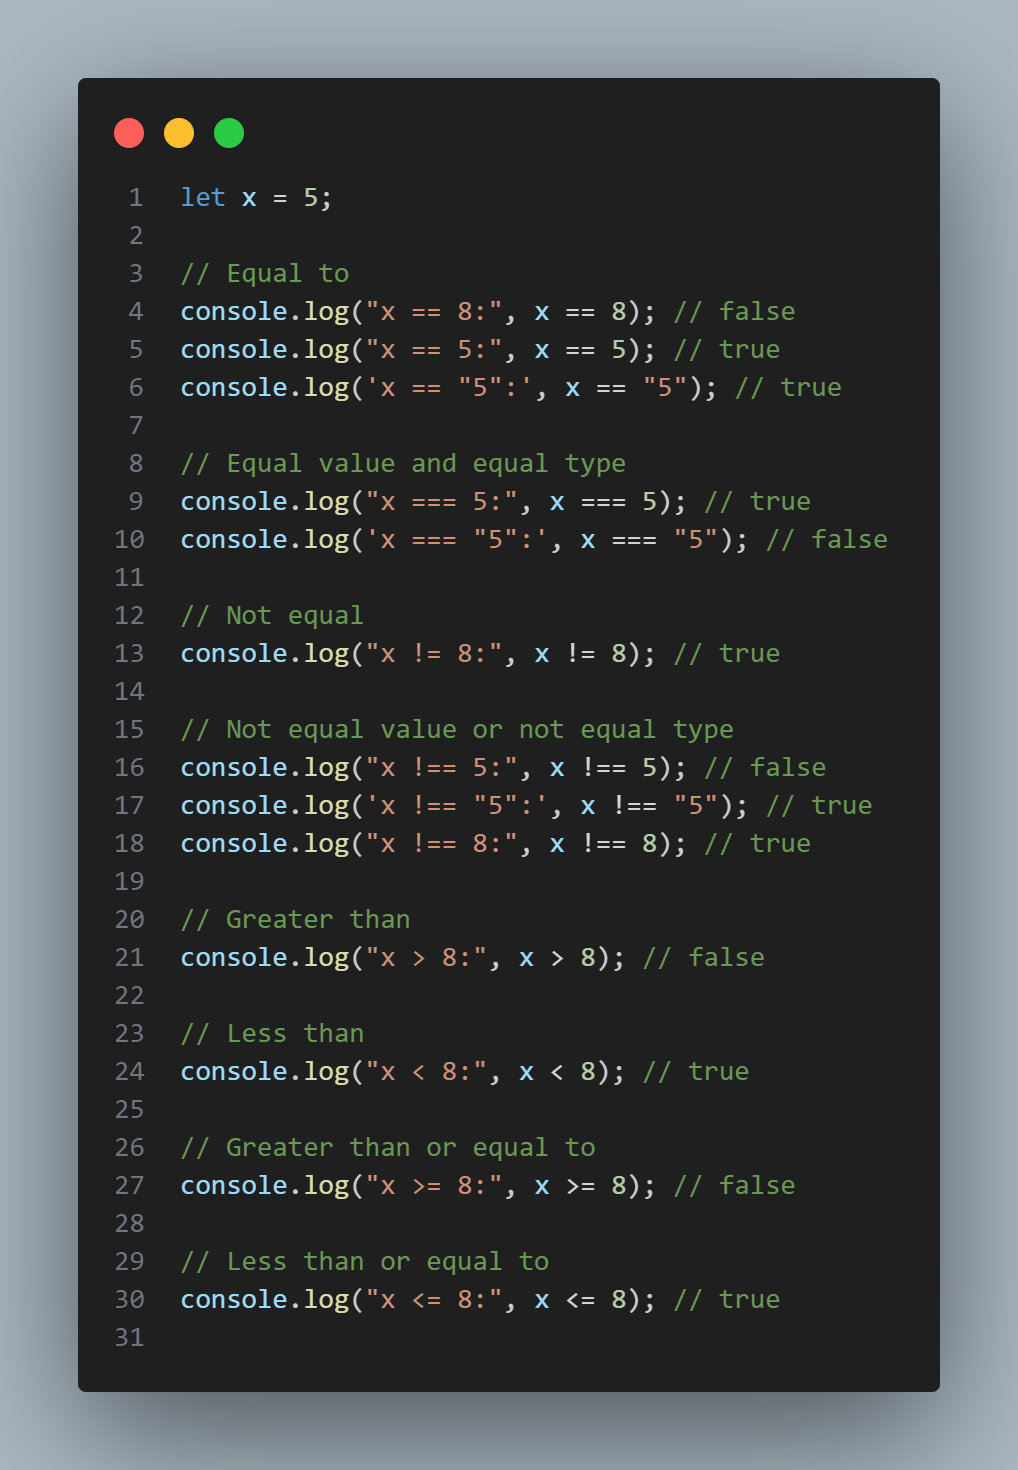 1 let x = 5;
2
3 // Equal to
4 console.log("x == 8:", x == 8); // false
5 console.log("x == 5:", x == 5); // true
6 console.log('x == "5":', x == "5"); // true
7
8 // Equal value and equal type
9 console.log("x === 5:", x === 5); // true
10 console.log('x === "5":', x === "5"); // false
11
12 // Not equal
13 console.log("x != 8:", x != 8); // true
14
15 // Not equal value or not equal type
16 console.log("x !== 5:", x !== 5); // false
17 console.log('x !== "5":', x !== "5"); // true
18 console.log("x !== 8:", x !== 8); // true
19
20 // Greater than
21 console.log("x > 8:", x > 8); // false
22
23 // Less than
24 console.log("x < 8:", x < 8); // true
25
26 // Greater than or equal to
27 console.log("x >= 8:", x >= 8); // false
28
29 // Less than or equal to
30 console.log("x <= 8:", x <= 8); // true
31